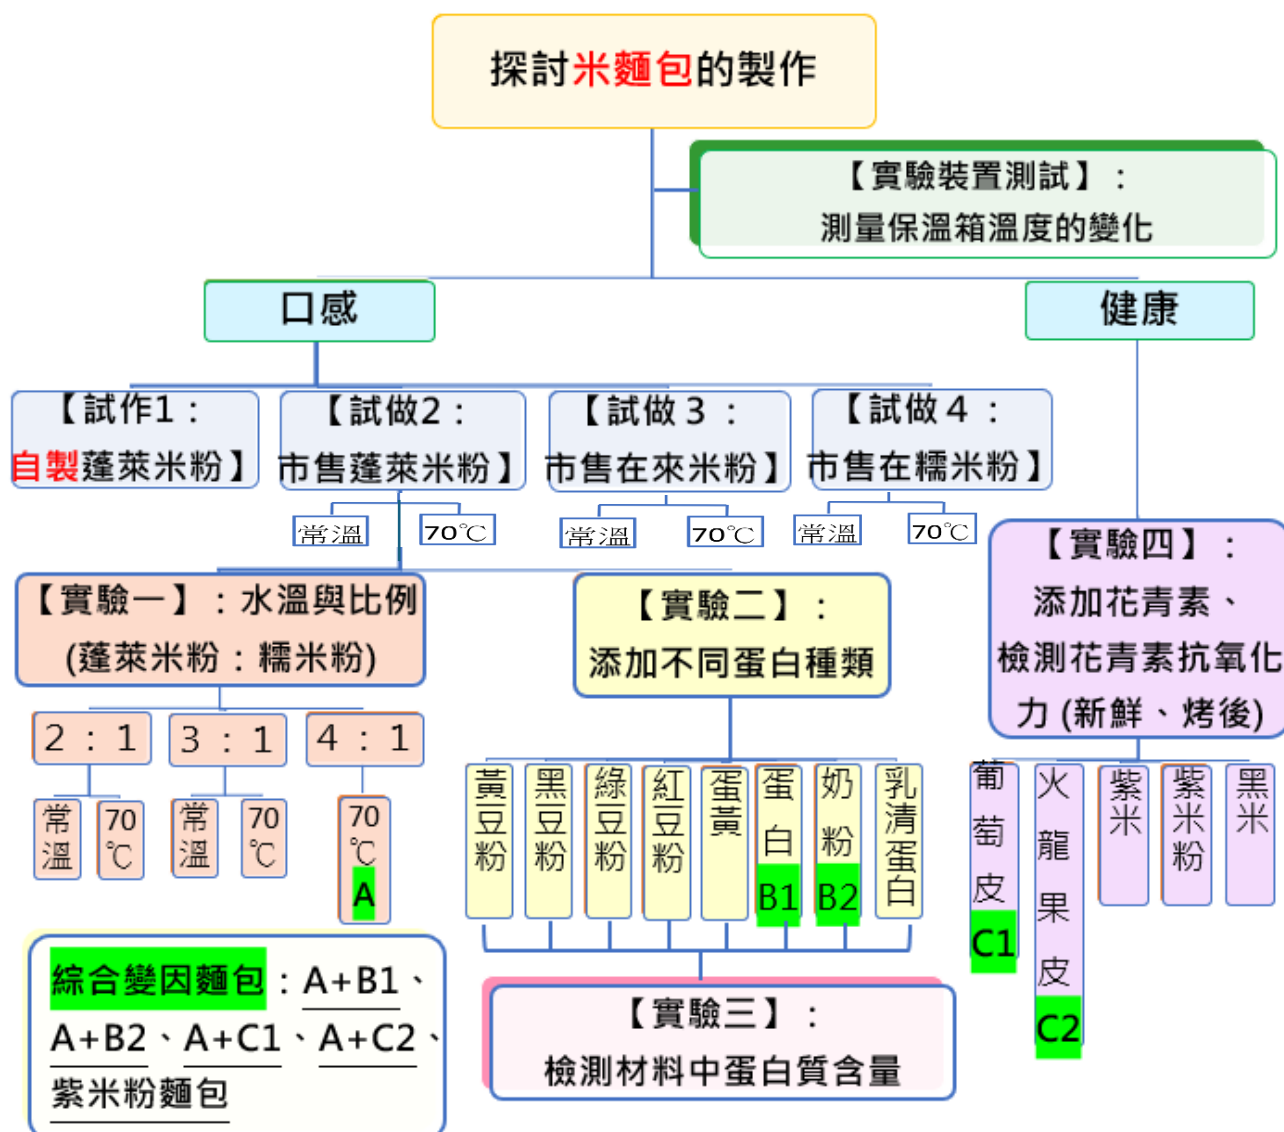 探討米麵包的製作
【實驗裝置測試】：
測量保溫箱溫度的變化
口感
健康
【試作1：
自製蓬萊米粉】
【試做2：
市售蓬萊米粉】
【試做３：
市售在來米粉】
【試做４：
市售在糯米粉】
常溫
70℃
常溫
70℃
常溫
70℃
【實驗一】：水溫與比例
(蓬萊米粉：糯米粉)
【實驗二】：
添加不同蛋白種類
【實驗四】：
添加花青素、
檢測花青素抗氧化
力 (新鮮、烤後)
2：1
3：1
4：1
常溫
70℃
常溫
70℃
70℃
A
黃豆粉
黑豆粉
綠豆粉
紅豆粉
蛋黃
蛋白
B1
奶粉
B2
乳清蛋白
葡萄皮
C1
火龍果皮
C2
紫米
紫米粉
黑米
綜合變因麵包：A+B1、
A+B2、A+C1、A+C2、
紫米粉麵包
【實驗三】：
檢測材料中蛋白質含量